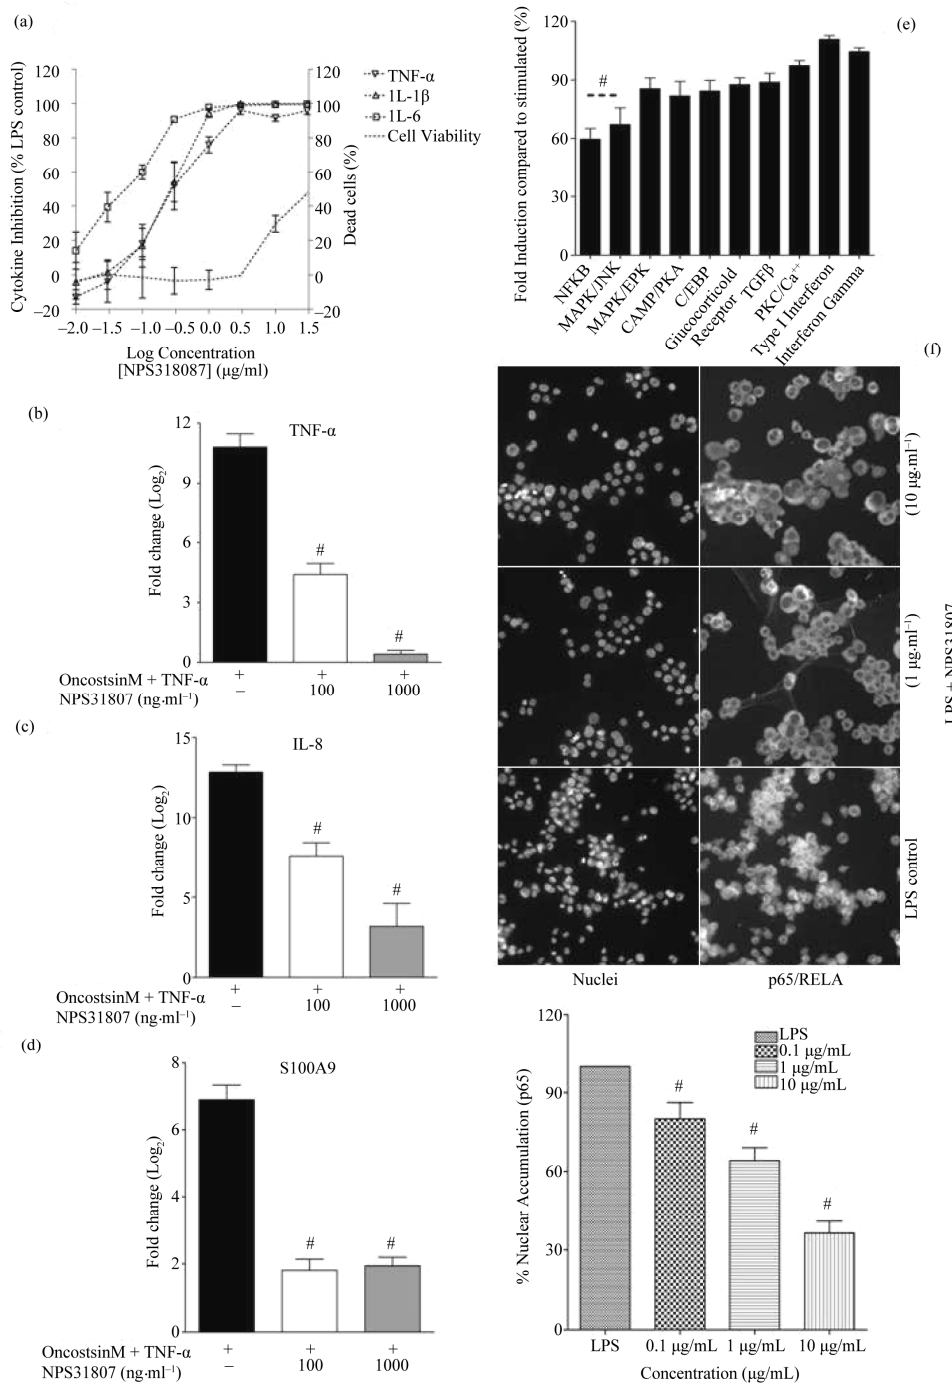 (a)
120
100
80
60
40
20
0
–20
120
100
80
60
40
20
0
–20
Cytokine Inhibition (% LPS control)
Dead cells (%)
TNF-α
1L-1β
1L-6
Cell Viability
–2.0 –1.5 –1.0 –0.5 0.0 0.5 1.0 1.5
Log Concentration
[NPS318087] (μg/ml)
(b)
TNF-α
12
9
6
3
0
Fold change (Log2)
#
#
OncostsinM + TNF-α + + +
NPS31807 (ng·ml–1) – 100 1000
(c)
IL-8
15
10
5
0
Fold change (Log2)
#
#
OncostsinM + TNF-α + + +
NPS31807 (ng·ml–1) – 100 1000
(d)
S100A9
8
6
4
2
0
Fold change (Log2)
#
#
OncostsinM + TNF-α + + +
NPS31807 (ng·ml–1) – 100 1000
(e)
120
90
60
30
0
Fold Induction compared to stimulated (%)
#
NFKB
MAPK/JNK
MAPK/EPK
CAMP/PKA
C/EBP
Giucocorticold
Receptor TGFβ
PKC/Ca++
Type I Interferon
Interferon Gamma
(f)
(10 μg·ml–1)
(1 μg·ml–1)
LPS + NPS31807
LPS control
Nuclei p65/RELA
120
90
60
30
0
% Nuclear Accumulation (p65)
LPS
0.1 μg/mL
1 μg/mL
10 μg/mL
#
#
#
LPS 0.1 μg/mL 1 μg/mL 10 μg/mL
Concentration (μg/mL)